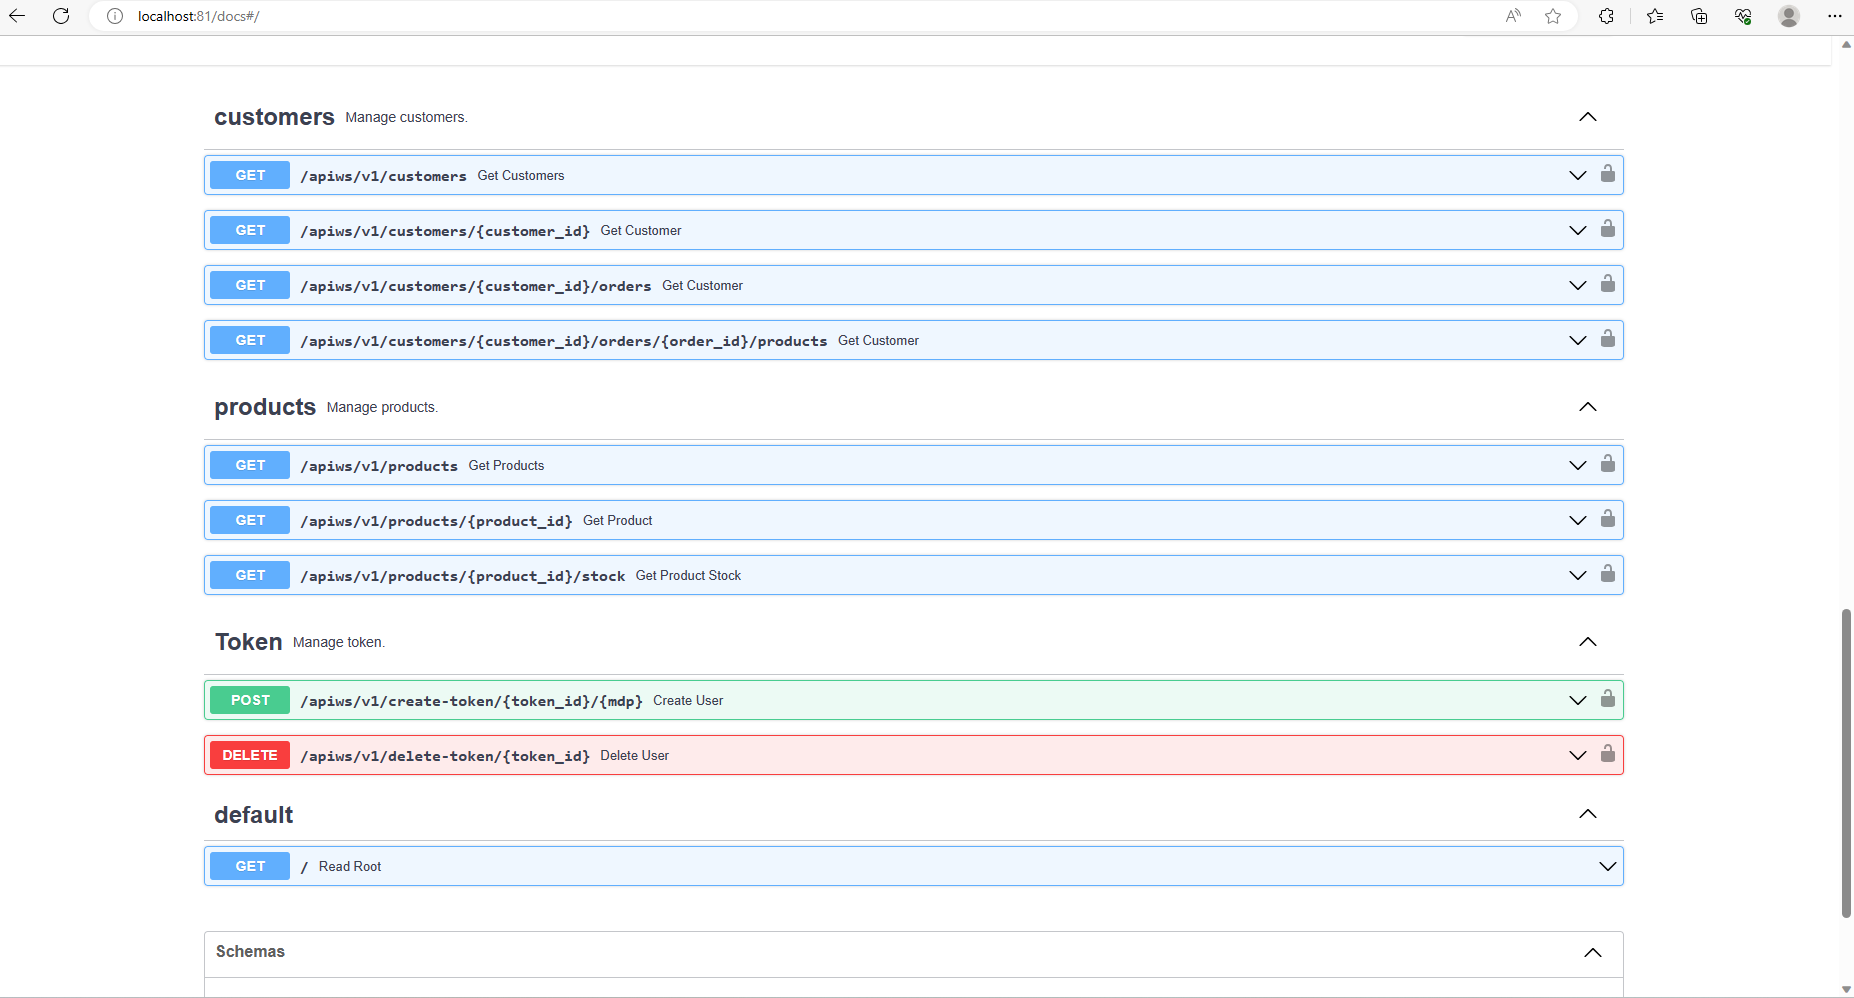 localhost:81/docs#/
customers Manage customers.
GET /apiws/v1/customers Get Customers
GET /apiws/v1/customers/{customer_id} Get Customer
GET /apiws/v1/customers/{customer_id}/orders Get Customer
GET /apiws/v1/customers/{customer_id}/orders/{order_id}/products Get Customer
products Manage products.
GET /apiws/v1/products Get Products
GET /apiws/v1/products/{product_id} Get Product
GET /apiws/v1/products/{product_id}/stock Get Product Stock
Token Manage token.
POST /apiws/v1/create-token/{token_id}/{mdp} Create User
DELETE /apiws/v1/delete-token/{token_id} Delete User
default
GET / Read Root
Schemas